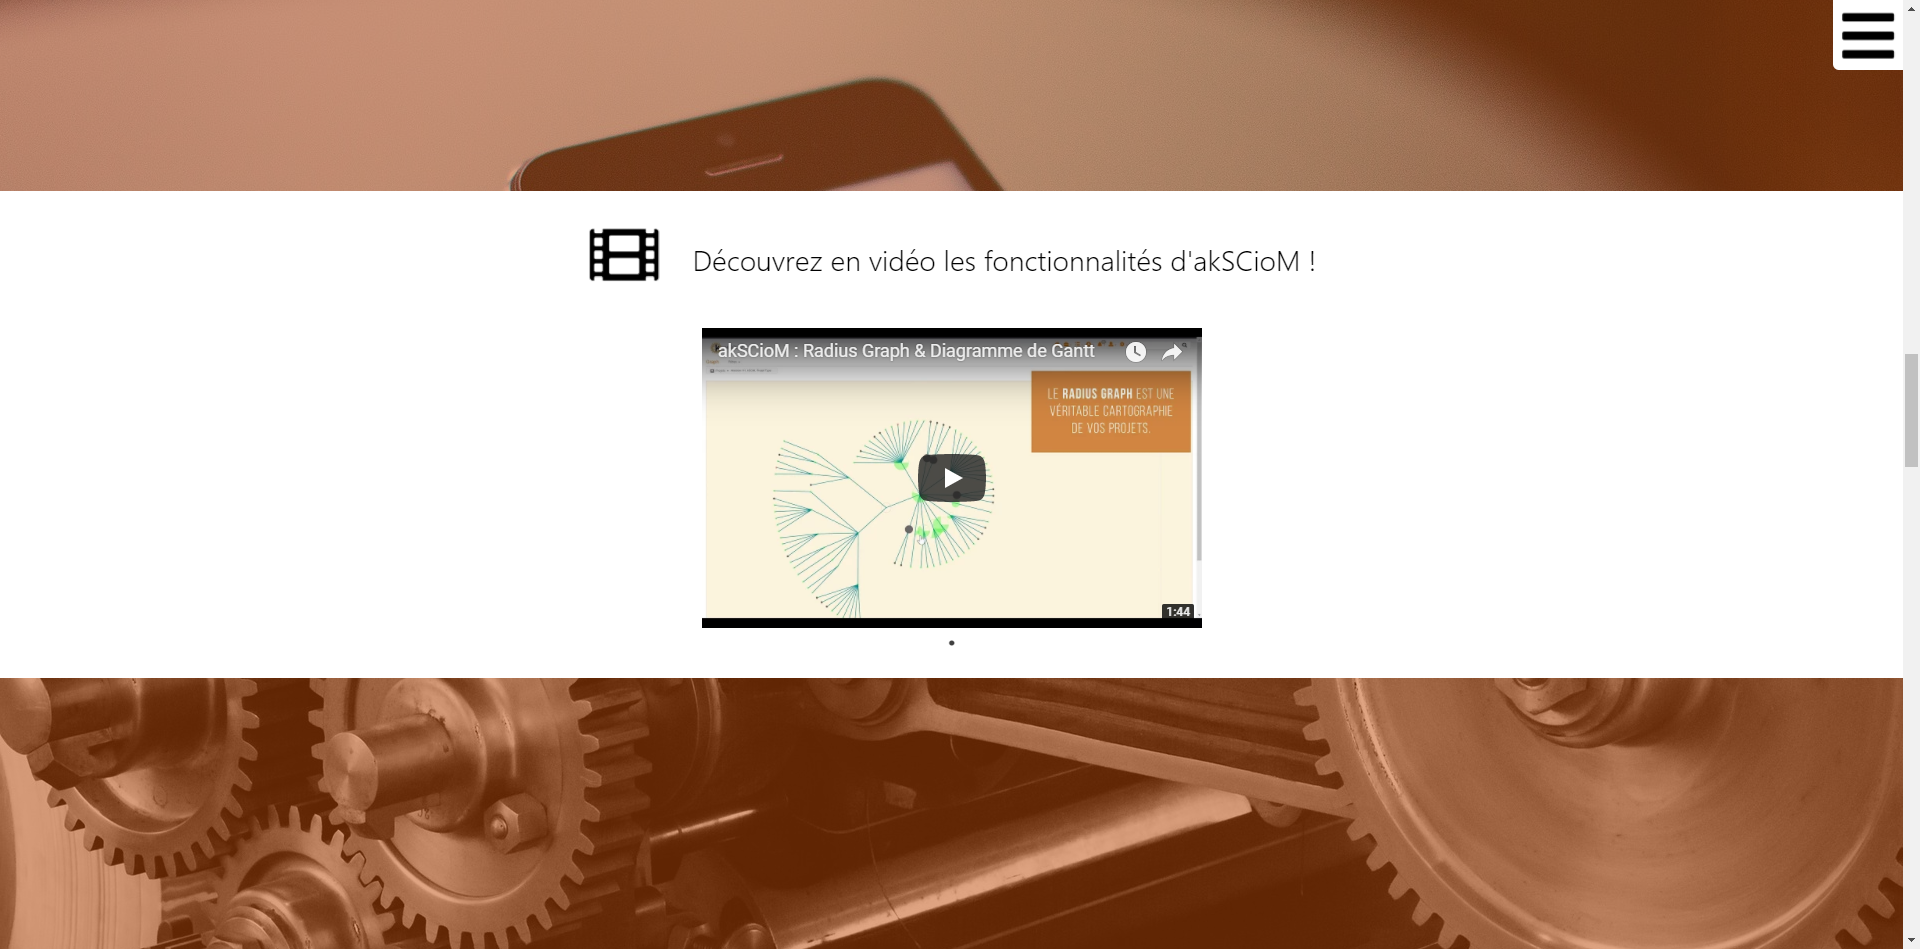 Découvrez en vidéo les fonctionnalités d'akSCioM !
akSCioM : Radius Graph & Diagramme de Gantt
LE RADIUS GRAPH EST UNE
VÉRITABLE CARTOGRAPHIE
DE VOS PROJETS.
1:44